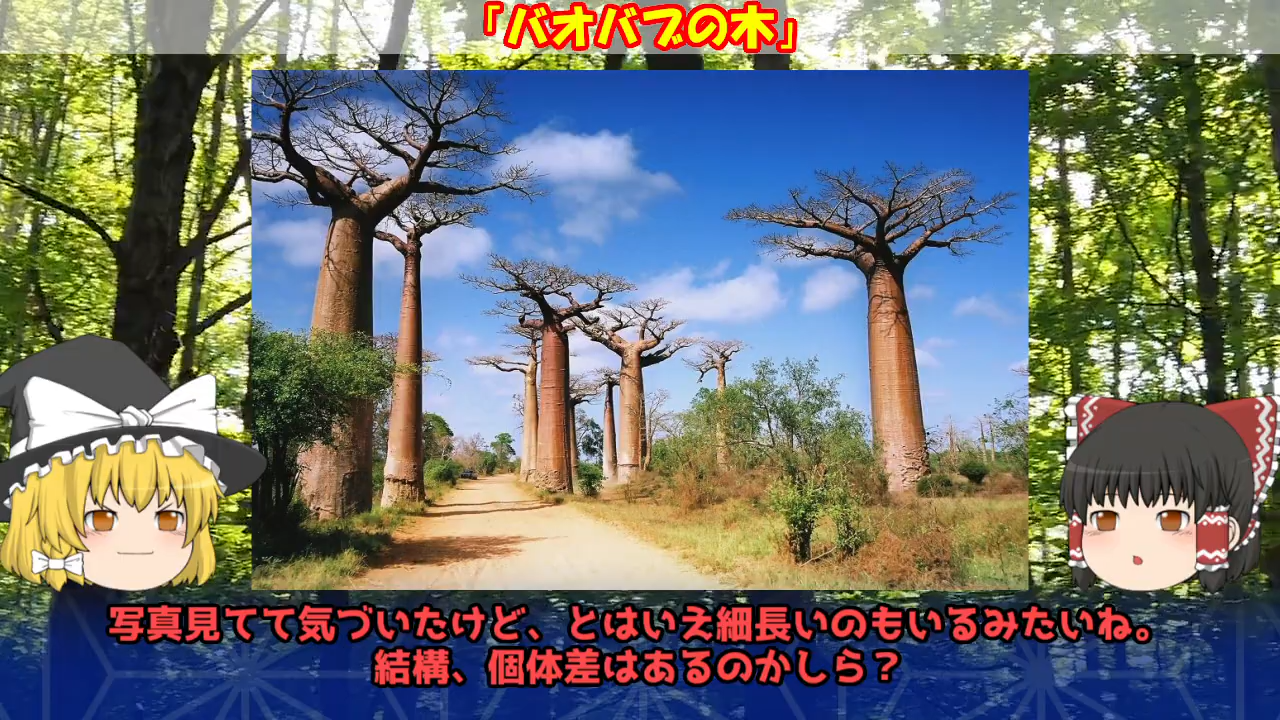 「バオバブの木」
写真見てて気づいたけど、とはいえ細長いのもいるみたいね。
結構、個体差はあるのかしら？